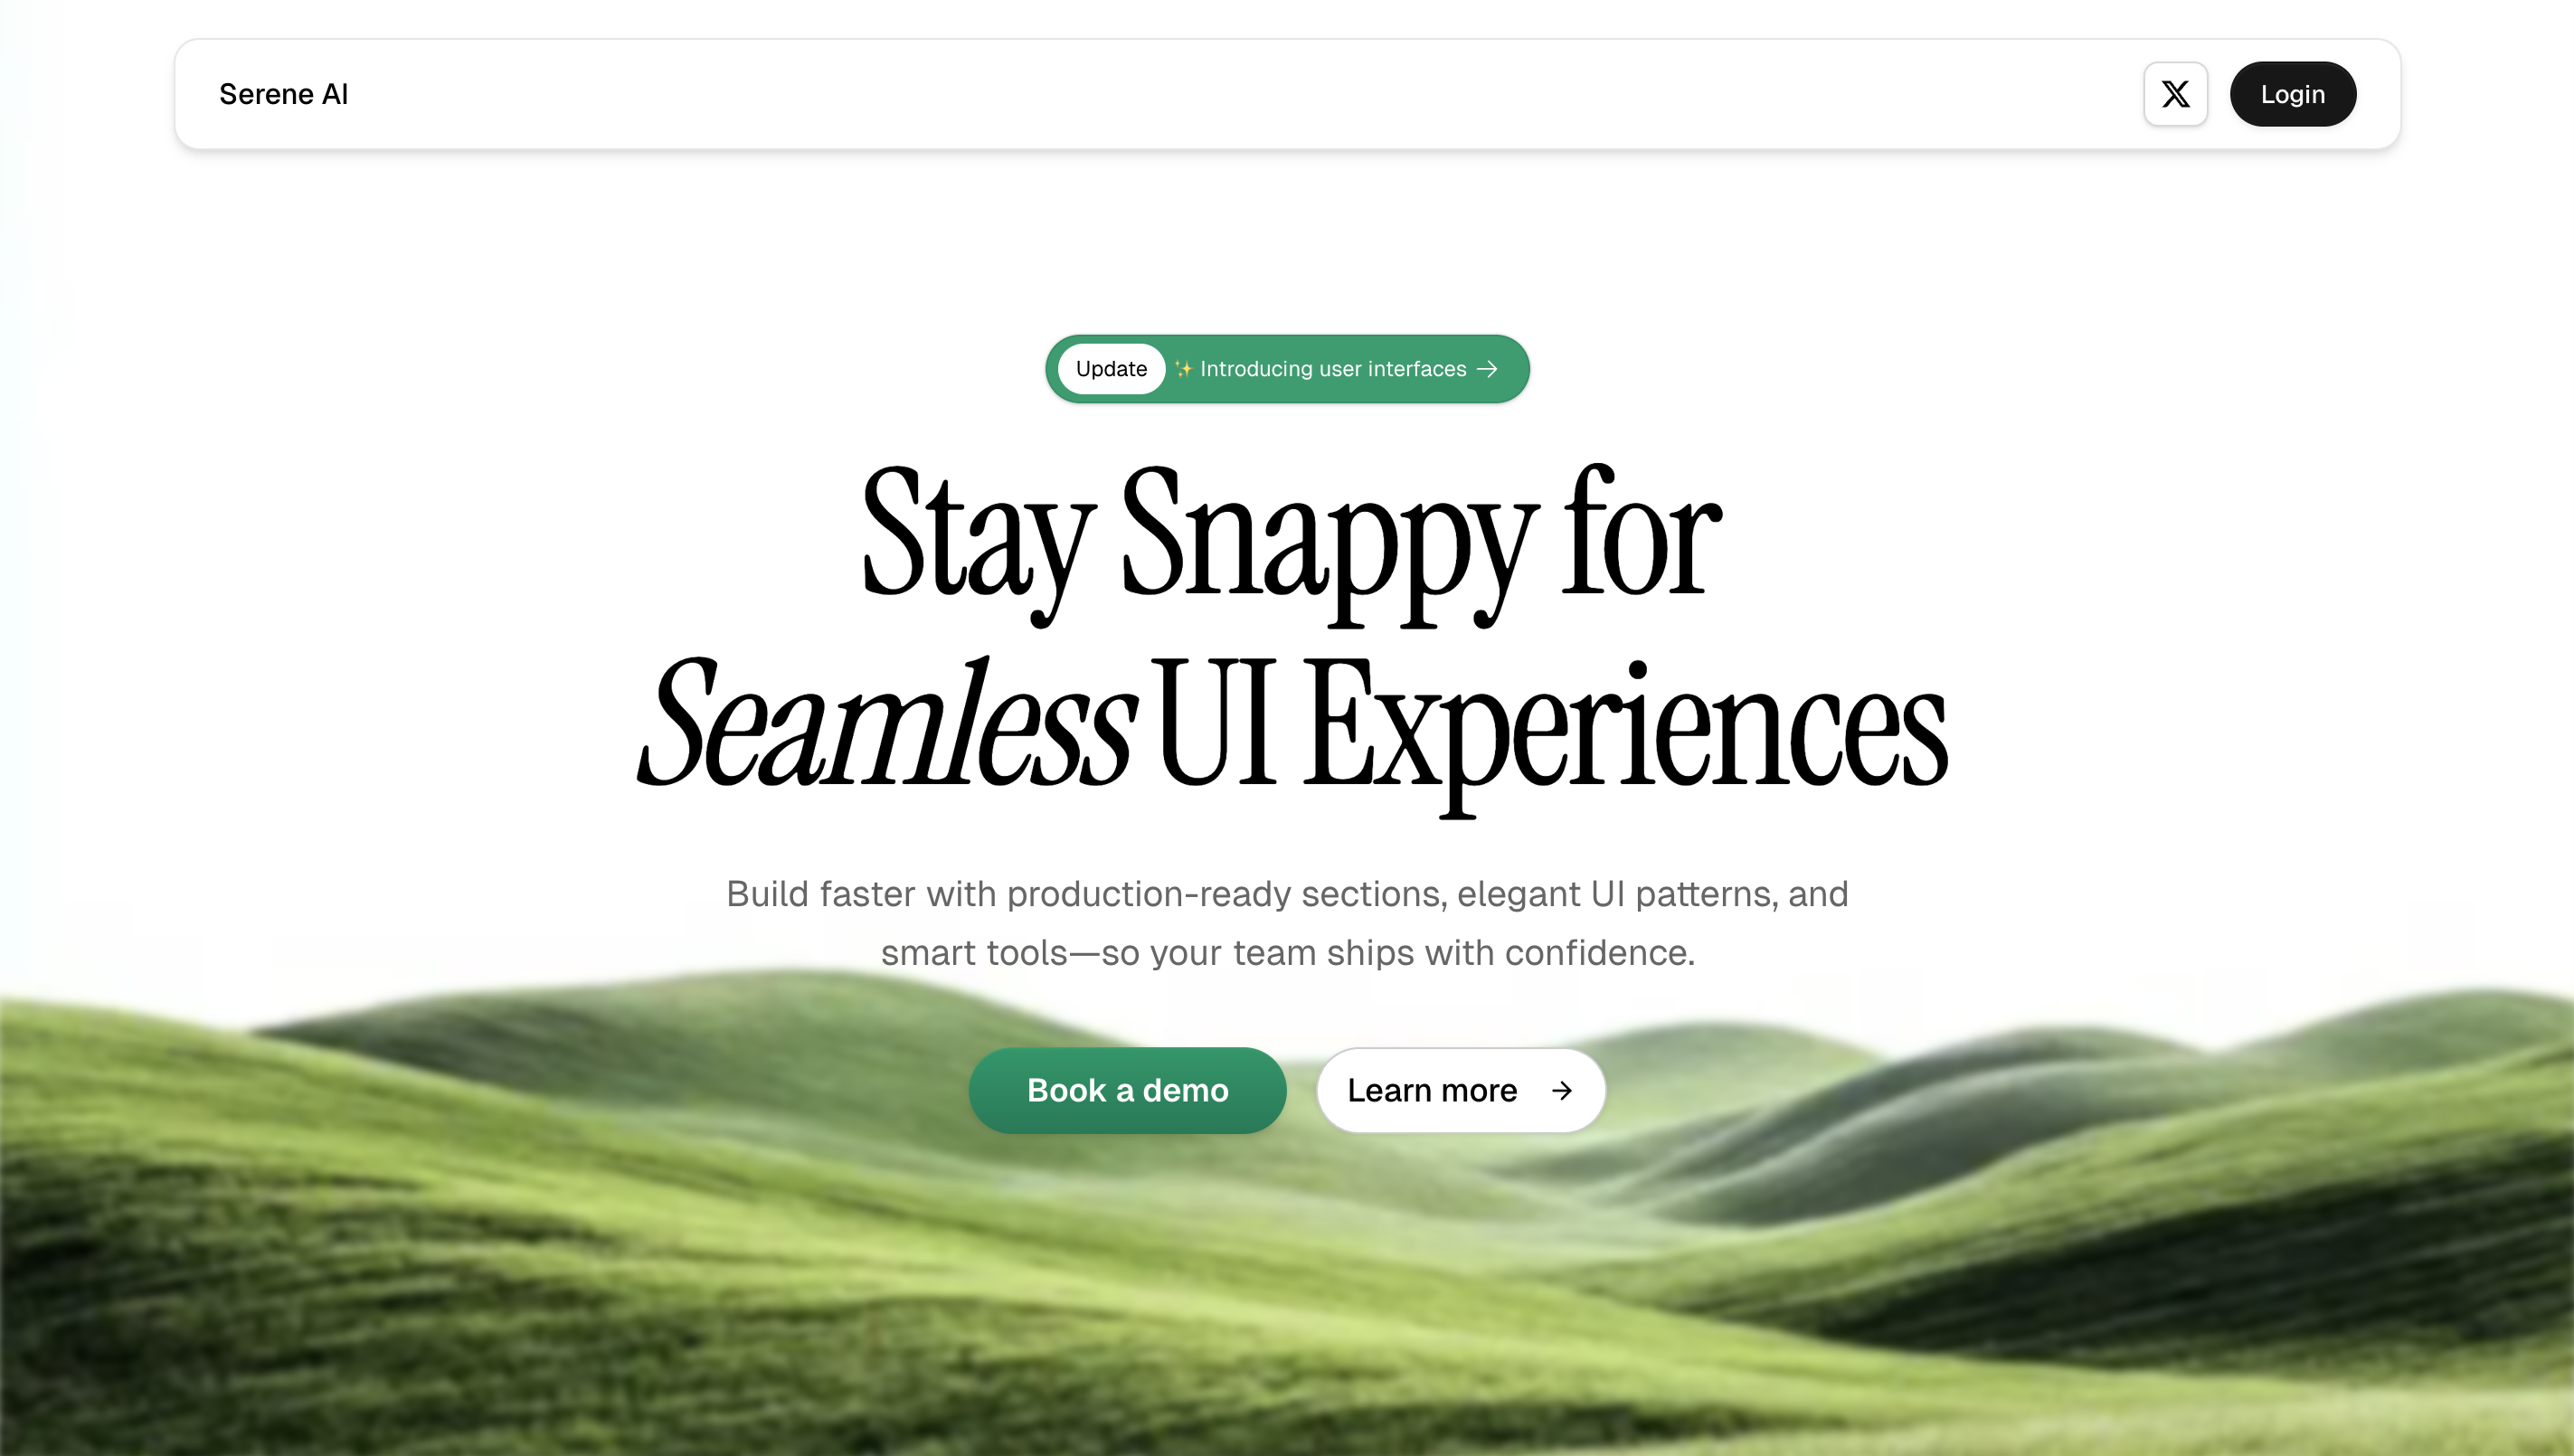 Serene AI
Login
Update ✨ Introducing user interfaces →
Stay Snappy for
Seamless UI Experiences
Build faster with production-ready sections, elegant UI patterns, and
smart tools—so your team ships with confidence.
Book a demo
Learn more →